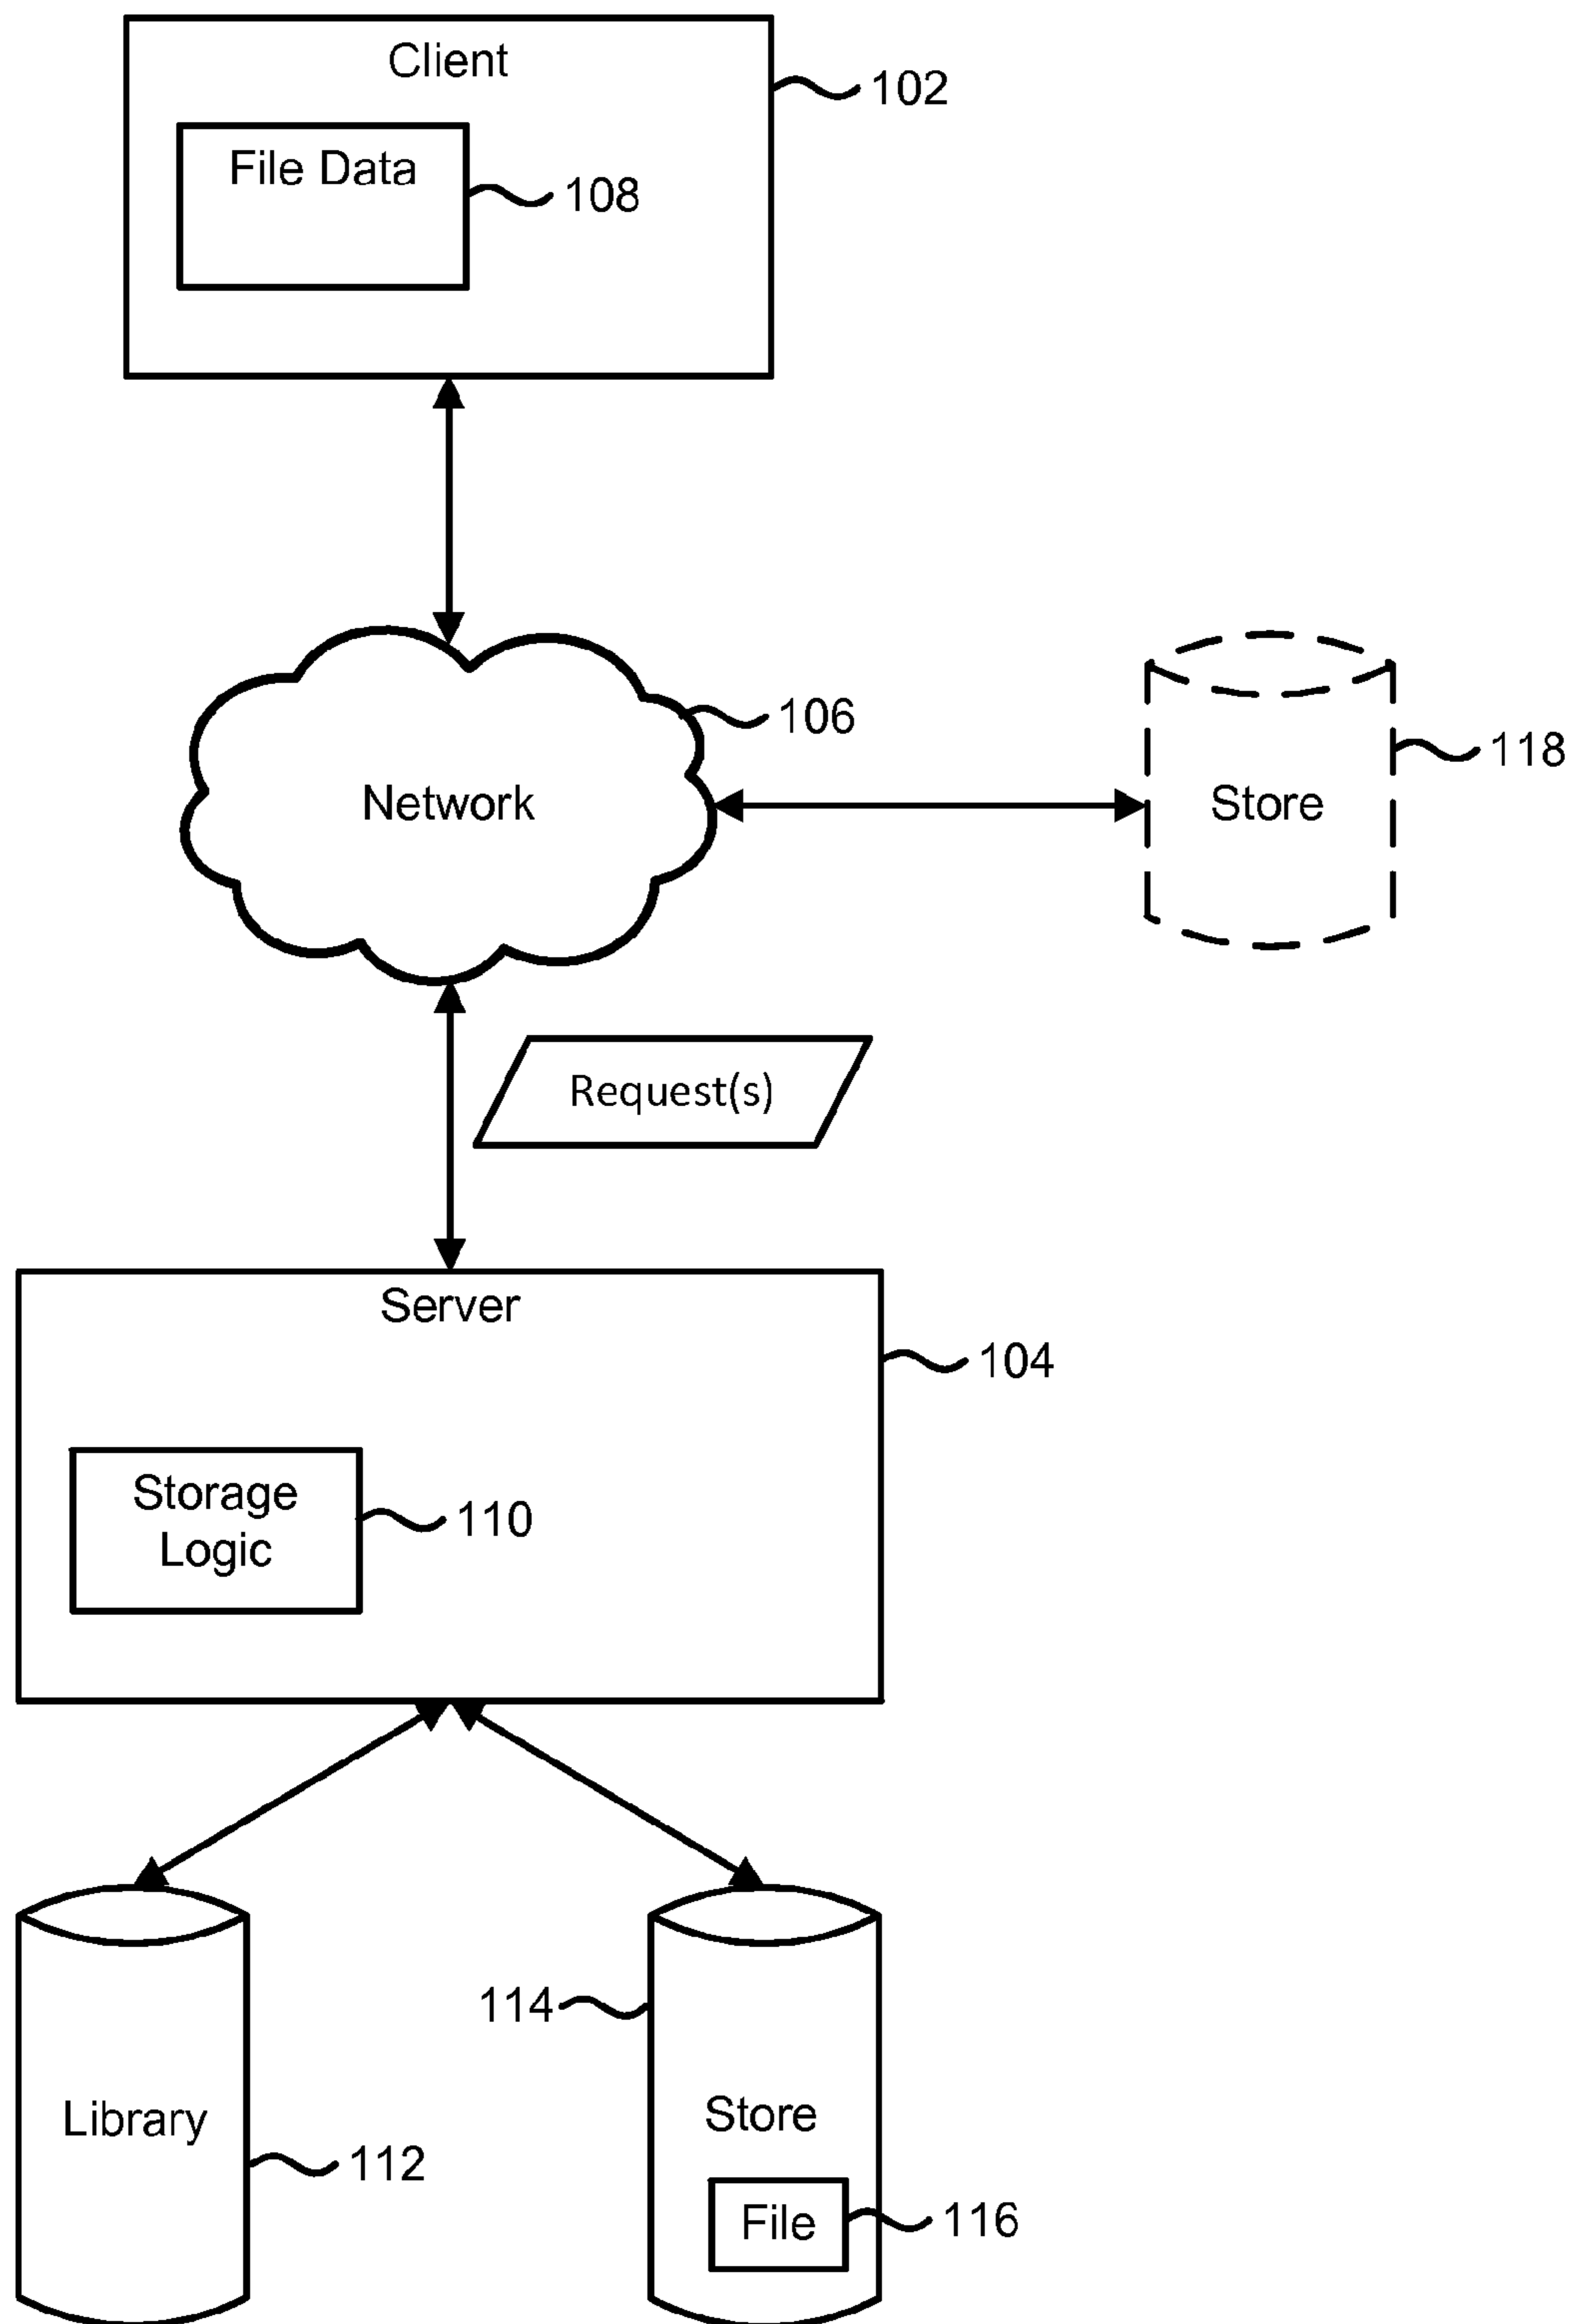 Client
102
File Data
108
106
Network
Store
118
Request(s)
Server
104
Storage
Logic
110
114
Library
Store
112
File
116